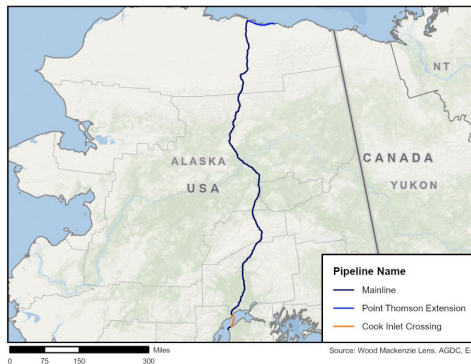 NT
ALASKA
CANADA
USA
YUKON
Pipeline Name
Mainline
Point Thomson Extension
Cook Inlet Crossing
Miles
0 75 150 300
Source: Wood Mackenzie Lens, AGDC, E